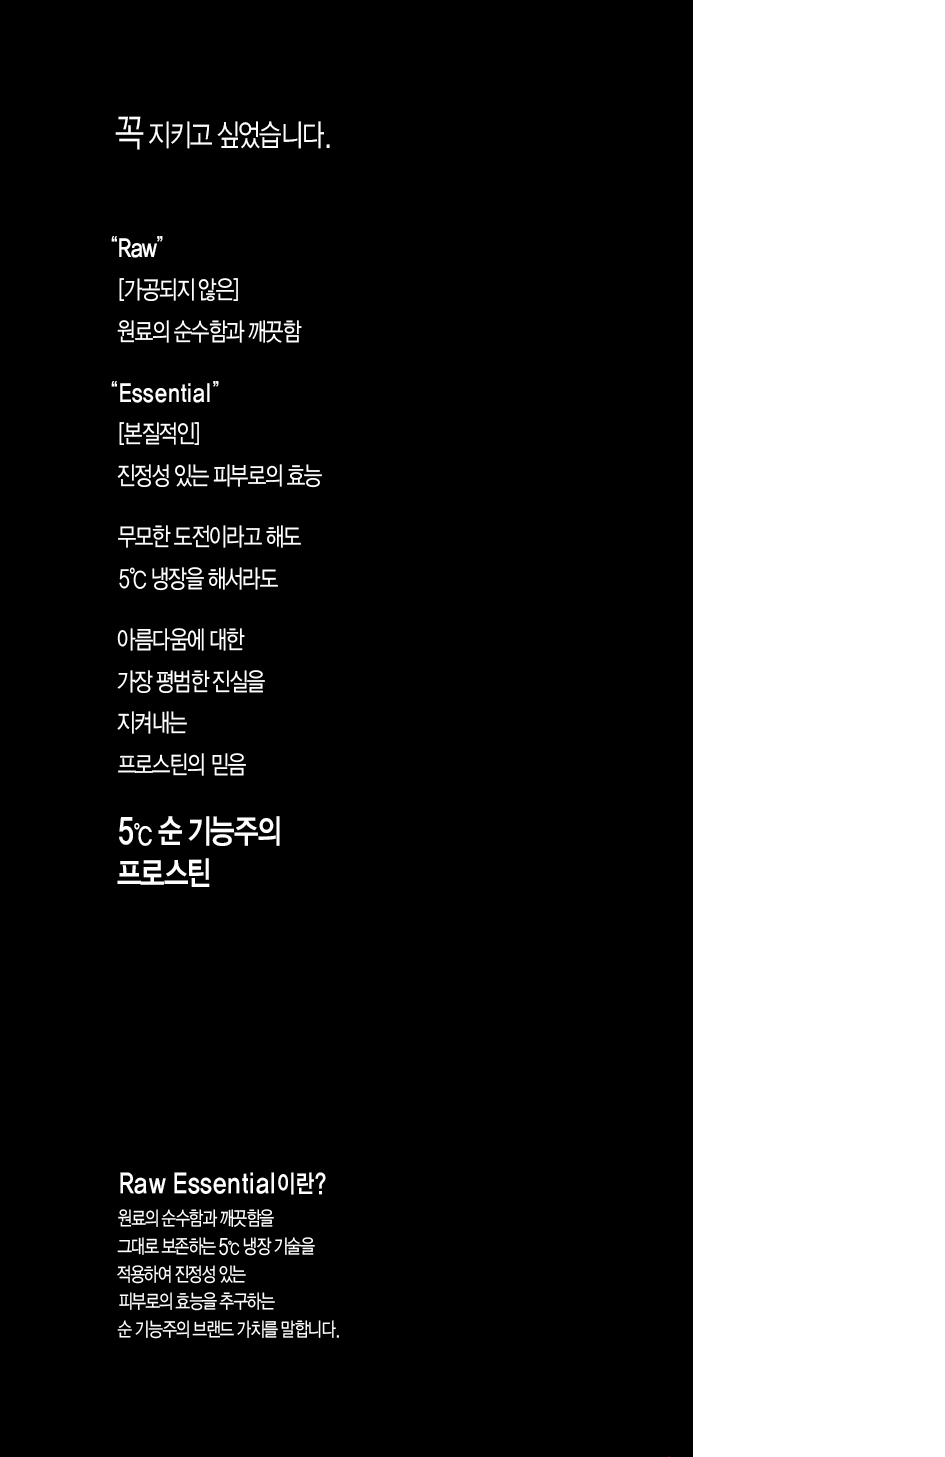 꼭 지키고 싶었습니다.
“Raw”
[가공되지 않은]
원료의 순수함과 깨끗함
“Essential”
[본질적인]
진정성 있는 피부로의 효능
무모한 도전이라고 해도
5℃ 냉장을 해서라도
아름다움에 대한
가장 평범한 진실을
지켜내는
프로스틴의 믿음
5℃ 순 기능주의
프로스틴
Raw Essential이란?
원료의 순수함과 깨끗함을
그대로 보존하는 5℃ 냉장 기술을
적용하여 진정성 있는
피부로의 효능을 추구하는
순 기능주의 브랜드 가치를 말합니다.